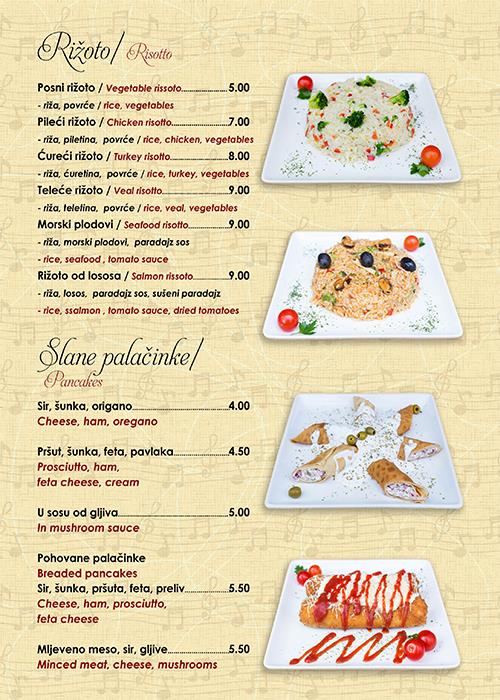 Rižoto/ Risotto
Posni rižoto / Vegetable rissoto.....................5.00
- riža, povrće / rice, vegetables
Pileći rižoto / Chicken risotto.........................7.00
- riža, piletina,  povrće / rice, chicken, vegetables
Ćureći rižoto / Turkey risotto.........................8.00
- riža, ćuretina,  povrće / rice, turkey, vegetables
Teleće rižoto / Veal risotto............................9.00
- riža, teletina,  povrće / rice, veal, vegetables
Morski plodovi / Seafood risotto...................9.00
- riža, morski plodovi,  paradajz sos
- rice, seafood , tomato sauce
Rižoto od lososa / Salmon rissoto..................9.00
- riža, losos,  paradajz sos, sušeni paradajz
- rice, ssalmon , tomato sauce, dried tomatoes
Slane palačinke/
Pancakes
Sir, šunka, origano....................................4.00
Cheese, ham, oregano
Pršut, šunka, feta, pavlaka.....................4.50
Prosciutto, ham,
feta cheese, cream
U sosu od gljiva.........................................5.00
In mushroom sauce
Pohovane palačinke
Breaded pancakes
Sir, šunka, pršuta, feta, preliv..................5.50
Cheese, ham, prosciutto,
feta cheese
Mljeveno meso, sir, gljive.........................5.50
Minced meat, cheese, mushrooms